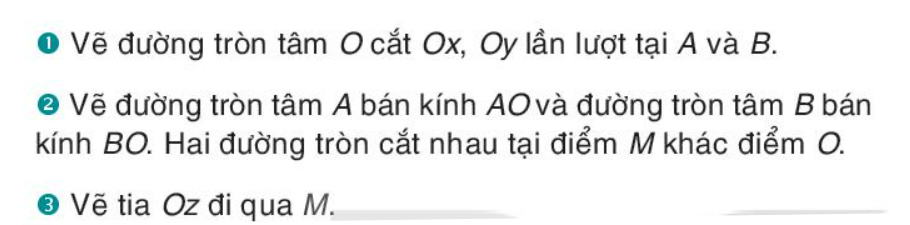 ❶ Vẽ đường tròn tâm O cắt Ox, Oy lần lượt tại A và B.
❷ Vẽ đường tròn tâm A bán kính AO và đường tròn tâm B bán
kính BO. Hai đường tròn cắt nhau tại điểm M khác điểm O.
❸ Vẽ tia Oz đi qua M.